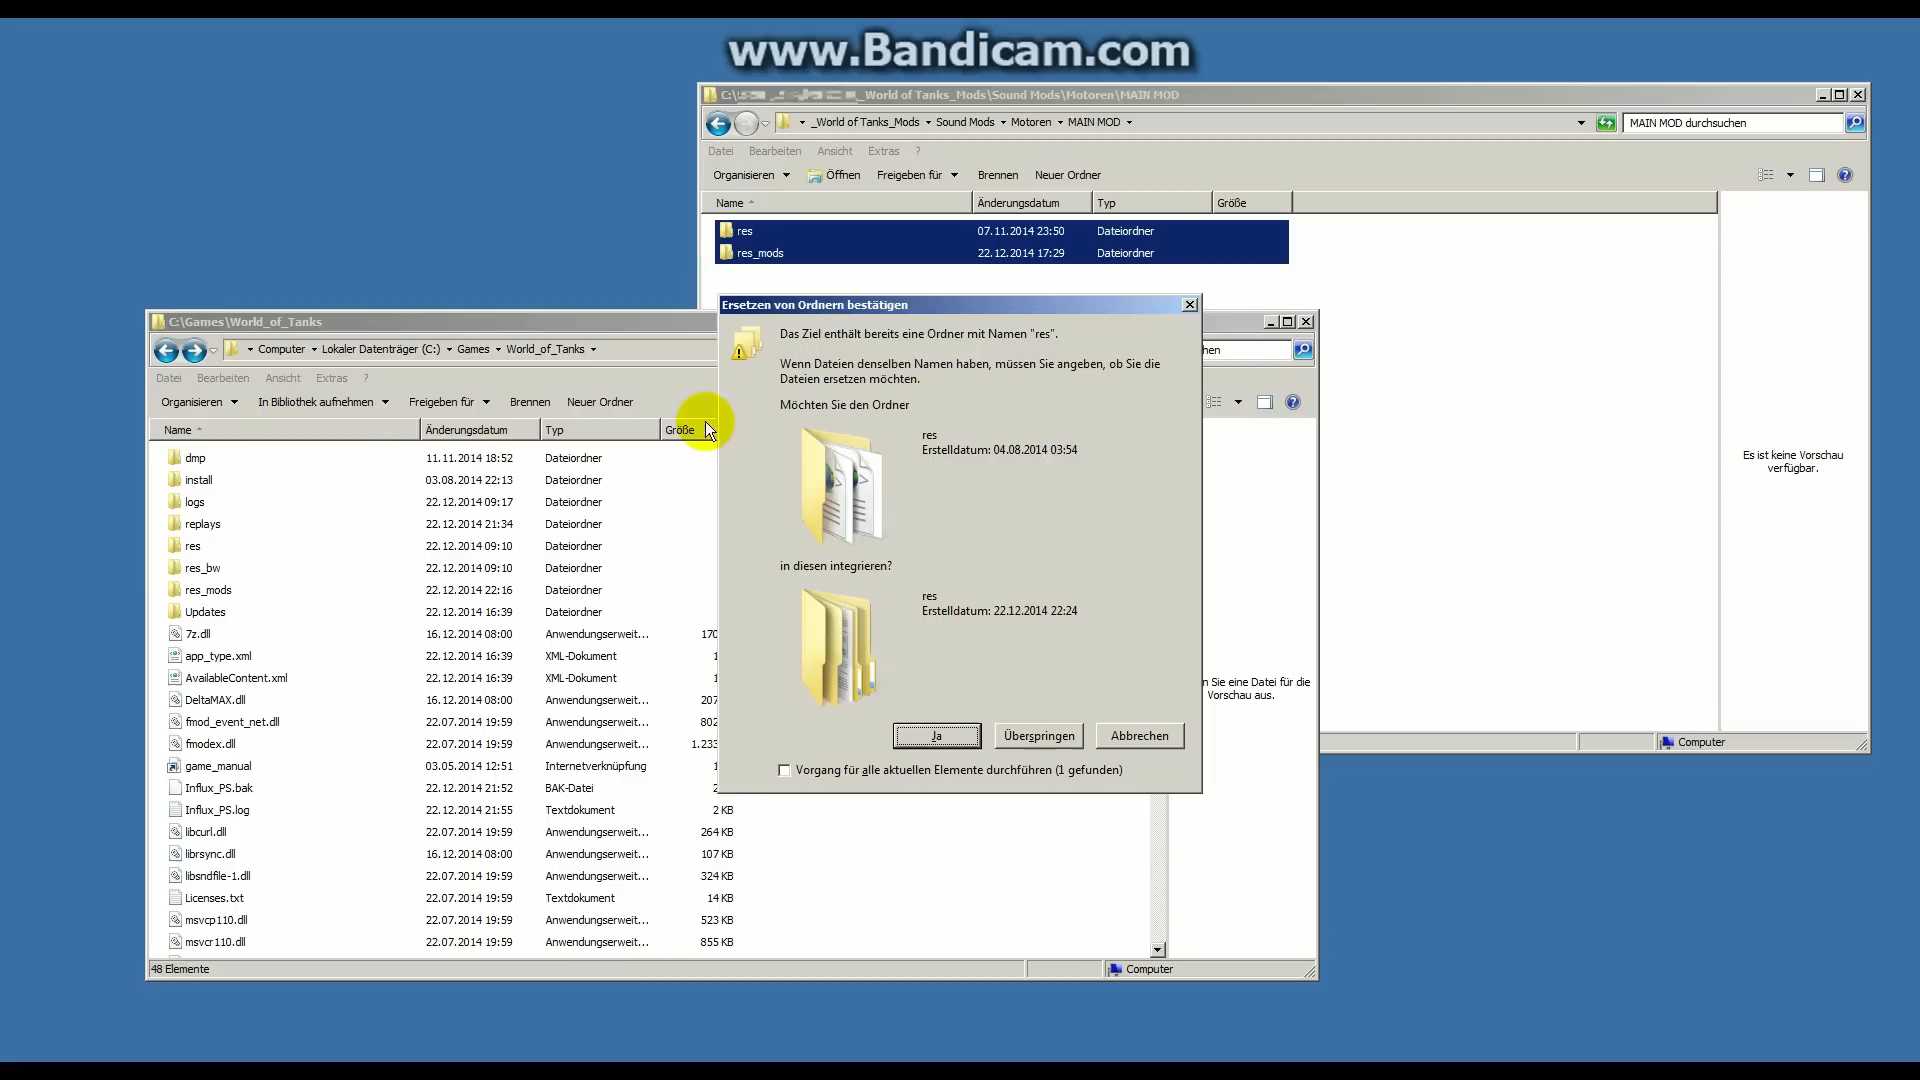 www.Bandicam.com
C:\ _World of Tanks_Mods\Sound Mods\Motoren\MAIN MOD
_World of Tanks_Mods Sound Mods Motoren MAIN MOD
MAIN MOD durchsuchen
Datei Bearbeiten Ansicht Extras ?
Organisieren Öffnen Freigeben für Brennen Neuer Ordner
Name Änderungsdatum Typ Größe
res 07.11.2014 23:50 Dateiordner
res_mods 22.12.2014 17:29 Dateiordner
Es ist keine Vorschau
verfügbar.
Computer
Ersetzen von Ordnern bestätigen
Das Ziel enthält bereits eine Ordner mit Namen "res".
Wenn Dateien denselben Namen haben, müssen Sie angeben, ob Sie die
Dateien ersetzen möchten.
Möchten Sie den Ordner
res
Erstelldatum: 04.08.2014 03:54
in diesen integrieren?
res
Erstelldatum: 22.12.2014 22:24
Ja Überspringen Abbrechen
Vorgang für alle aktuellen Elemente durchführen (1 gefunden)
C:\Games\World_of_Tanks
Computer Lokaler Datenträger (C:) Games World_of_Tanks
hen
Datei Bearbeiten Ansicht Extras ?
Organisieren In Bibliothek aufnehmen Freigeben für Brennen Neuer Ordner
Name Änderungsdatum Typ Größe
dmp 11.11.2014 18:52 Dateiordner
install 03.08.2014 22:13 Dateiordner
logs 22.12.2014 09:17 Dateiordner
replays 22.12.2014 21:34 Dateiordner
res 22.12.2014 09:10 Dateiordner
res_bw 22.12.2014 09:10 Dateiordner
res_mods 22.12.2014 22:16 Dateiordner
Updates 22.12.2014 16:39 Dateiordner
7z.dll 16.12.2014 08:00 Anwendungserweit... 170
app_type.xml 22.12.2014 16:39 XML-Dokument 1
AvailableContent.xml 22.12.2014 16:39 XML-Dokument 1
DeltaMAX.dll 16.12.2014 08:00 Anwendungserweit... 207
fmod_event_net.dll 22.07.2014 19:59 Anwendungserweit... 802
fmodex.dll 22.07.2014 19:59 Anwendungserweit... 1.233
game_manual 03.05.2014 12:51 Internetverknüpfung 1
Influx_PS.bak 22.12.2014 21:52 BAK-Datei 2
Influx_PS.log 22.12.2014 21:55 Textdokument 2 KB
libcurl.dll 22.07.2014 19:59 Anwendungserweit... 264 KB
librsync.dll 16.12.2014 08:00 Anwendungserweit... 107 KB
libsndfile-1.dll 22.07.2014 19:59 Anwendungserweit... 324 KB
Licenses.txt 22.07.2014 19:59 Textdokument 14 KB
msvcp110.dll 22.07.2014 19:59 Anwendungserweit... 523 KB
msvcr110.dll 22.07.2014 19:59 Anwendungserweit... 855 KB
n Sie eine Datei für die
Vorschau aus.
48 Elemente
Computer